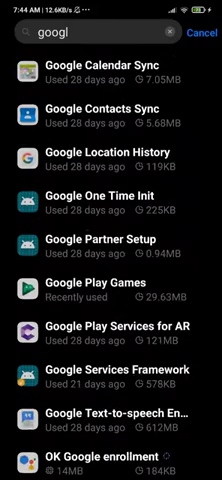 7:44 AM | 12.6KB/s
googl
Cancel
Google Calendar Sync
Used 28 days ago 7.05MB
Google Contacts Sync
Used 28 days ago 5.68MB
Google Location History
Used 28 days ago 119KB
Google One Time Init
Used 28 days ago 225KB
Google Partner Setup
Used 28 days ago 0.94MB
Google Play Games
Recently used 29.63MB
Google Play Services for AR
Used 28 days ago 121MB
Google Services Framework
Used 21 days ago 578KB
Google Text-to-speech En...
Used 28 days ago 612MB
OK Google enrollment
14MB 184KB